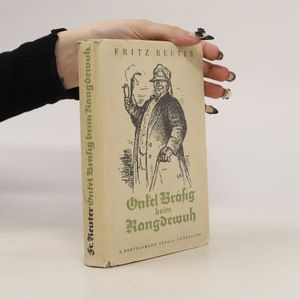 FRITZ REUTER
Onkel Bräsig
beim
Rangdewuh
C. BERTELSMANN VERLAG GÜTERSLOH
Fr. Reuter Onkel Bräsig beim Rangdewuh